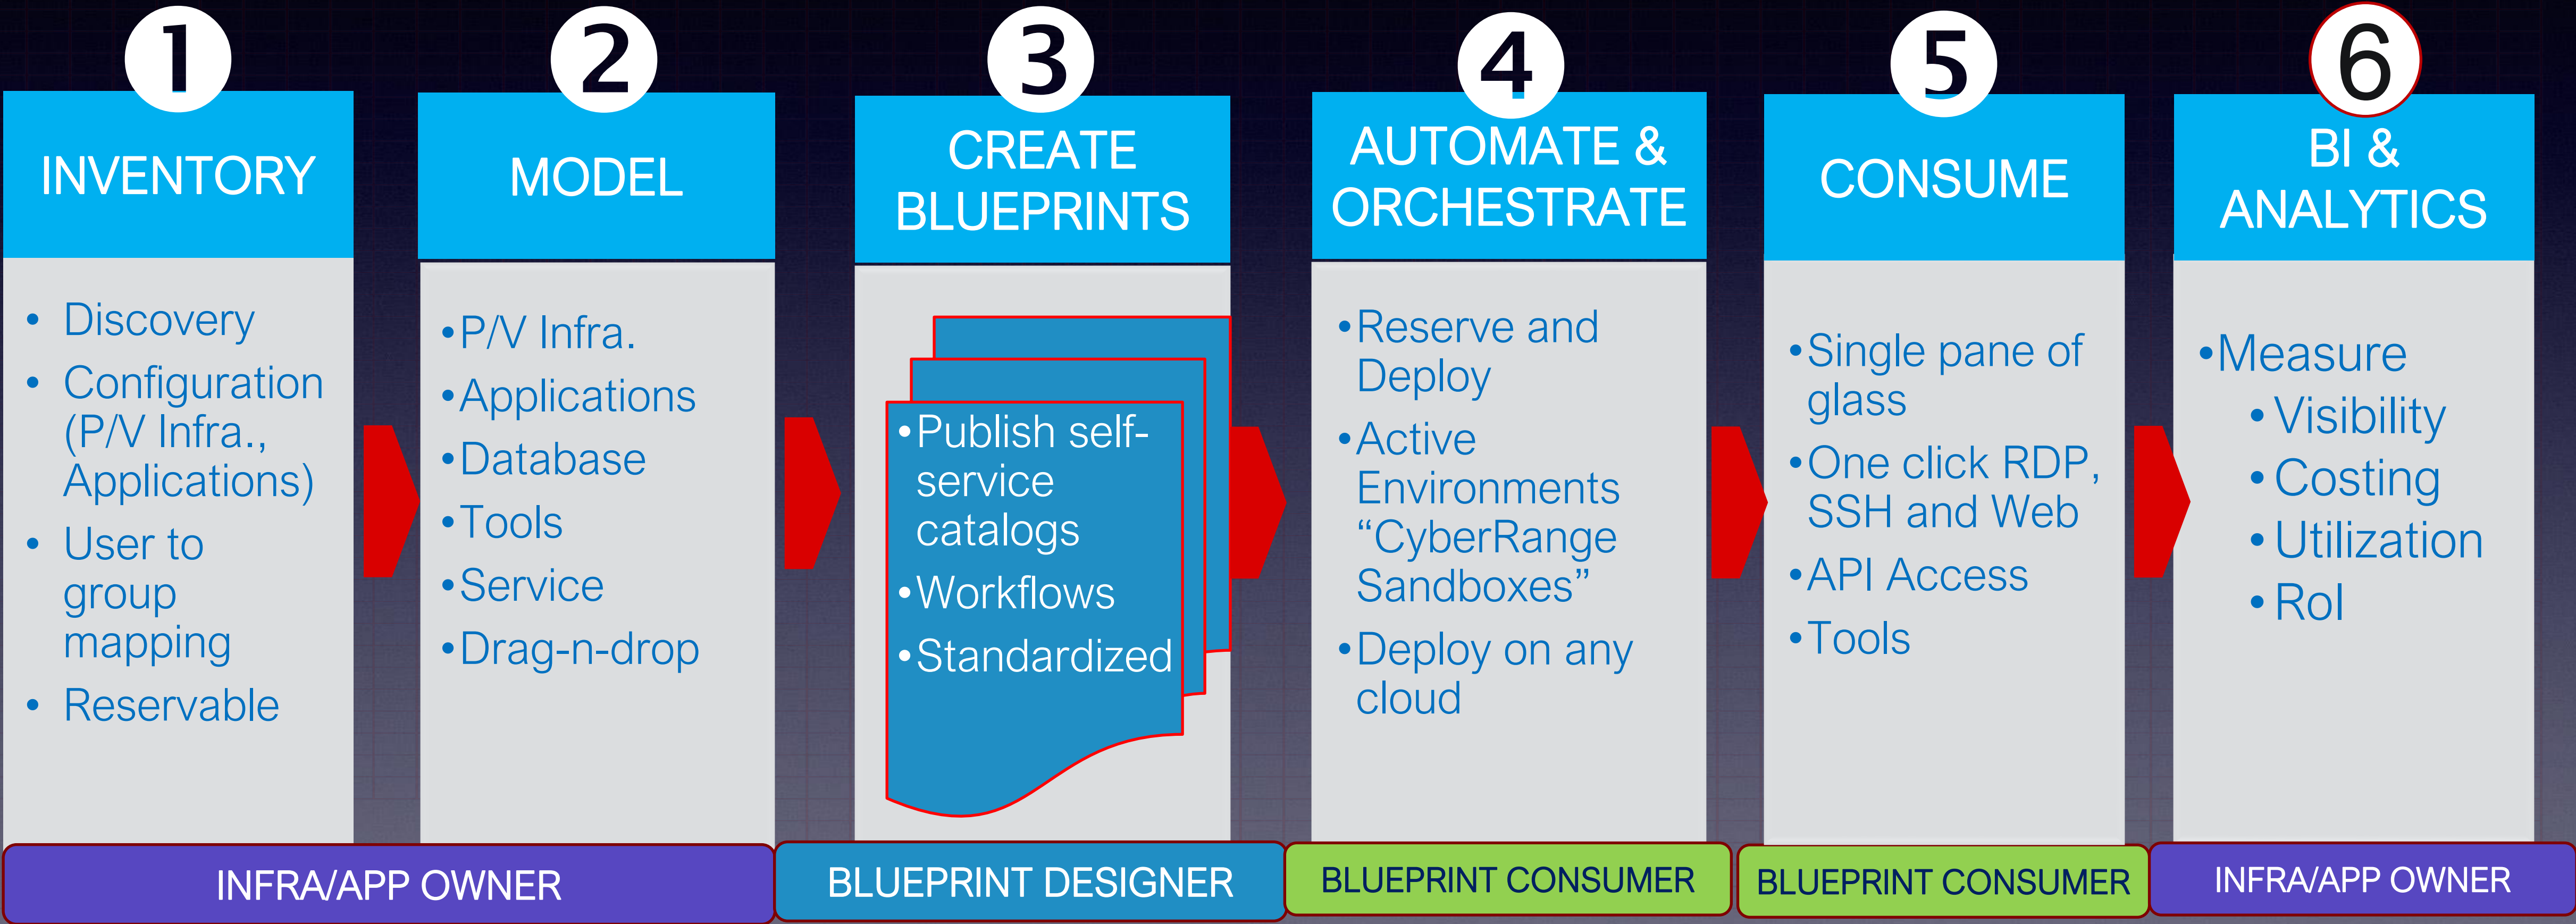 1
INVENTORY
• Discovery
• Configuration
(P/V Infra.,
Applications)
• User to
group
mapping
• Reservable
2
MODEL
•P/V Infra.
•Applications
•Database
•Tools
•Service
•Drag-n-drop
INFRA/APP OWNER
3
CREATE
BLUEPRINTS
•Publish self-
service
catalogs
•Workflows
•Standardized
BLUEPRINT DESIGNER
4
AUTOMATE &
ORCHESTRATE
•Reserve and
Deploy
•Active
Environments
“CyberRange
Sandboxes”
•Deploy on any
cloud
BLUEPRINT CONSUMER
5
CONSUME
•Single pane of
glass
•One click RDP,
SSH and Web
•API Access
•Tools
BLUEPRINT CONSUMER
6
BI &
ANALYTICS
•Measure
•Visibility
•Costing
•Utilization
•RoI
INFRA/APP OWNER